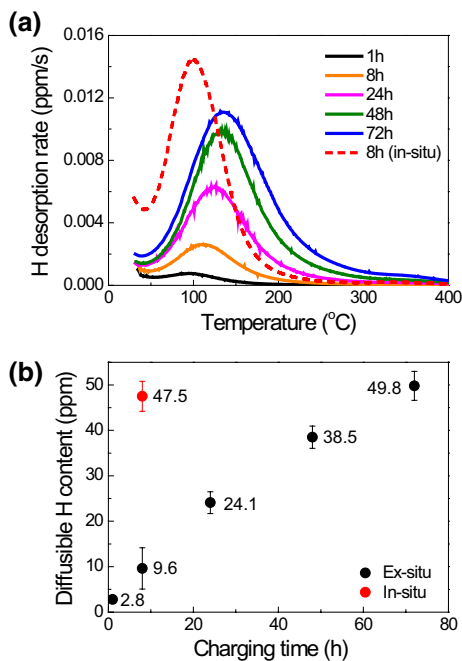 (a)
0.016
0.012
0.008
0.004
0.000
H desorption rate (ppm/s)
1h
8h
24h
48h
72h
8h (in-situ)
0 100 200 300 400
Temperature (°C)
(b)
60
50
40
30
20
10
0
Diffusible H content (ppm)
47.5
49.8
38.5
24.1
9.6
2.8
Ex-situ
In-situ
0 20 40 60 80
Charging time (h)